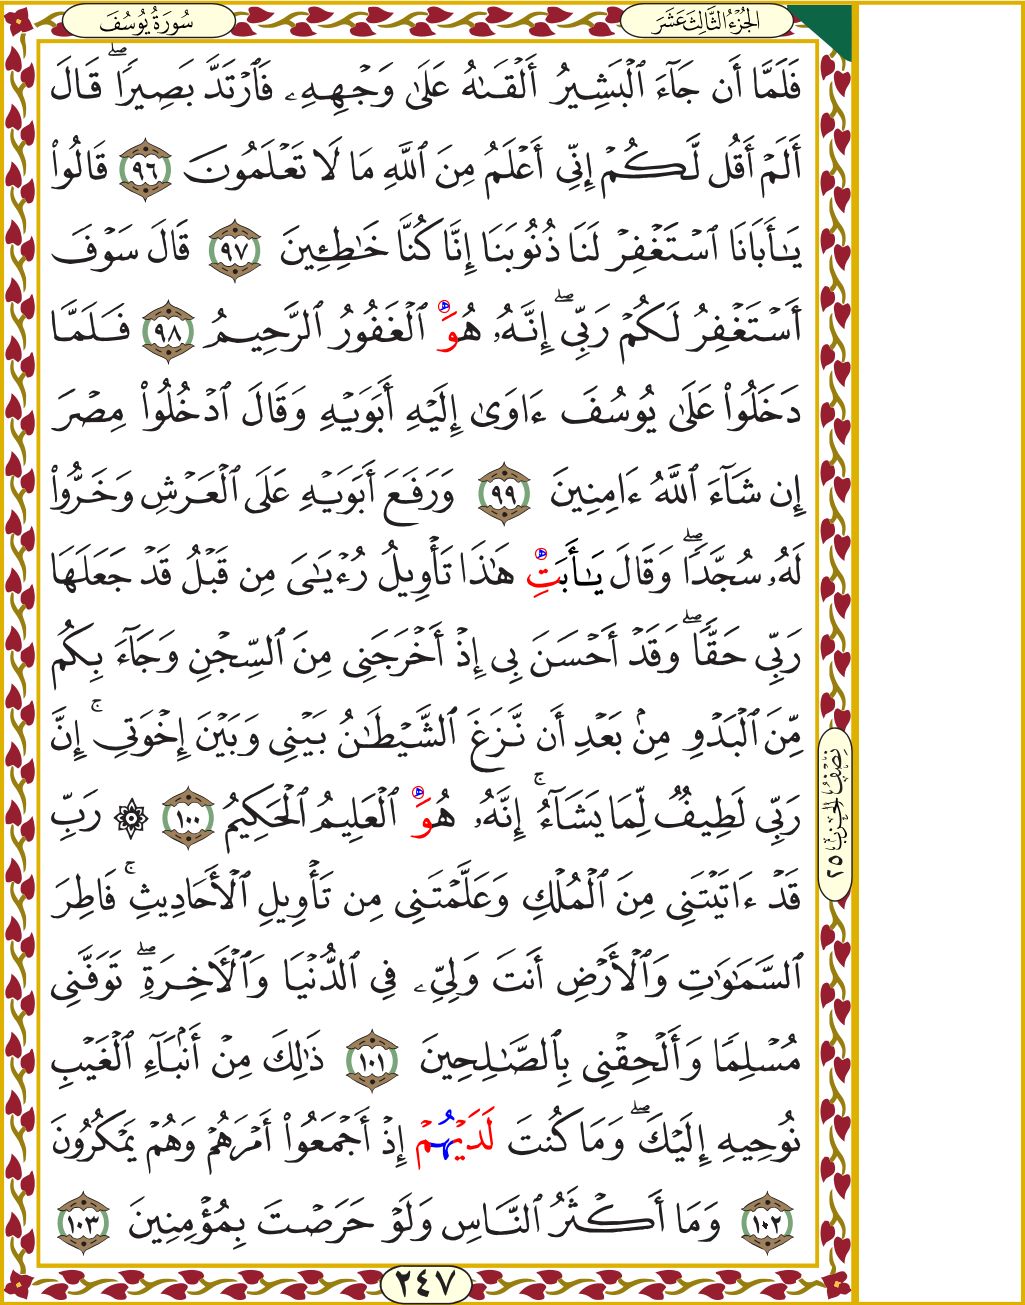 سُورَةُ يُوسُفَ
الجُزْءُ الثَّالِثَ عَشَرَ
فَلَمَّآ أَن جَآءَ ٱلْبَشِيرُ أَلْقَىٰهُ عَلَىٰ وَجْهِهِۦ فَٱرْتَدَّ بَصِيرًا ۖ قَالَ
أَلَمْ أَقُل لَّكُمْ إِنِّىٓ أَعْلَمُ مِنَ ٱللَّهِ مَا لَا تَعْلَمُونَ ٩٦ قَالُوا۟
يَـٰٓأَبَانَا ٱسْتَغْفِرْ لَنَا ذُنُوبَنَآ إِنَّا كُنَّا خَـٰطِـِٔينَ ٩٧ قَالَ سَوْفَ
أَسْتَغْفِرُ لَكُمْ رَبِّىٓ ۖ إِنَّهُۥ هُوَ ٱلْغَفُورُ ٱلرَّحِيمُ ٩٨ فَلَمَّا
دَخَلُوا۟ عَلَىٰ يُوسُفَ ءَاوَىٰٓ إِلَيْهِ أَبَوَيْهِ وَقَالَ ٱدْخُلُوا۟ مِصْرَ
إِن شَآءَ ٱللَّهُ ءَامِنِينَ ٩٩ وَرَفَعَ أَبَوَيْهِ عَلَى ٱلْعَرْشِ وَخَرُّوا۟
لَهُۥ سُجَّدًا ۖ وَقَالَ يَـٰٓأَبَتِ هَـٰذَا تَأْوِيلُ رُءْيَـٰىَ مِن قَبْلُ قَدْ جَعَلَهَا
رَبِّى حَقًّا ۖ وَقَدْ أَحْسَنَ بِىٓ إِذْ أَخْرَجَنِى مِنَ ٱلسِّجْنِ وَجَآءَ بِكُم
مِّنَ ٱلْبَدْوِ مِنۢ بَعْدِ أَن نَّزَغَ ٱلشَّيْطَـٰنُ بَيْنِى وَبَيْنَ إِخْوَتِىٓ ۚ إِنَّ
رَبِّى لَطِيفٌ لِّمَا يَشَآءُ ۚ إِنَّهُۥ هُوَ ٱلْعَلِيمُ ٱلْحَكِيمُ ١٠٠ ۞ رَبِّ
قَدْ ءَاتَيْتَنِى مِنَ ٱلْمُلْكِ وَعَلَّمْتَنِى مِن تَأْوِيلِ ٱلْأَحَادِيثِ ۚ فَاطِرَ
ٱلسَّمَـٰوَٰتِ وَٱلْأَرْضِ أَنتَ وَلِىِّۦ فِى ٱلدُّنْيَا وَٱلْـَٔاخِرَةِ ۖ تَوَفَّنِى
مُسْلِمًا وَأَلْحِقْنِى بِٱلصَّـٰلِحِينَ ١٠١ ذَٰلِكَ مِنْ أَنۢبَآءِ ٱلْغَيْبِ
نُوحِيهِ إِلَيْكَ ۖ وَمَا كُنتَ لَدَيْهُمْ إِذْ أَجْمَعُوٓا۟ أَمْرَهُمْ وَهُمْ يَمْكُرُونَ
١٠٢ وَمَآ أَكْثَرُ ٱلنَّاسِ وَلَوْ حَرَصْتَ بِمُؤْمِنِينَ ١٠٣
نِصْفُ الحِزْبِ ٢٥
٢٤٧